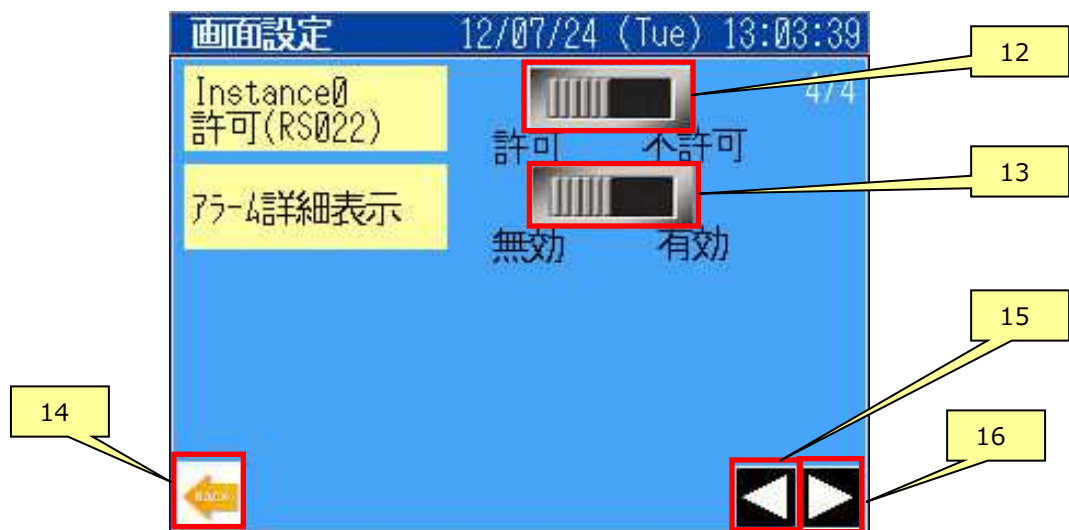 画面設定 12/07/24 (Tue) 13:03:39
12
Instance0
許可(RS022)
4/4
許可 不許可
13
アラーム詳細表示
無効 有効
15
14
16
BACK